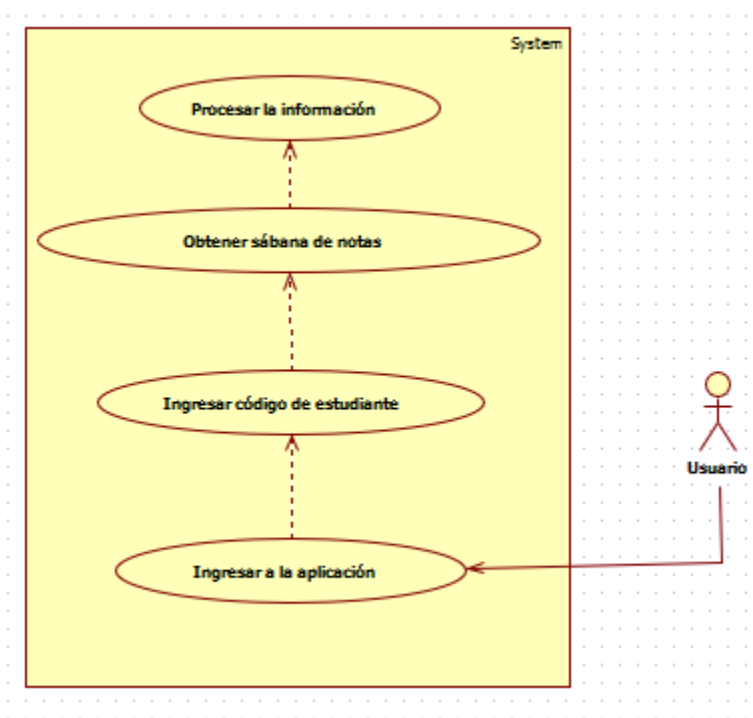 System
Procesar la información
Obtener sábana de notas
Ingresar código de estudiante
Usuario
Ingresar a la aplicación